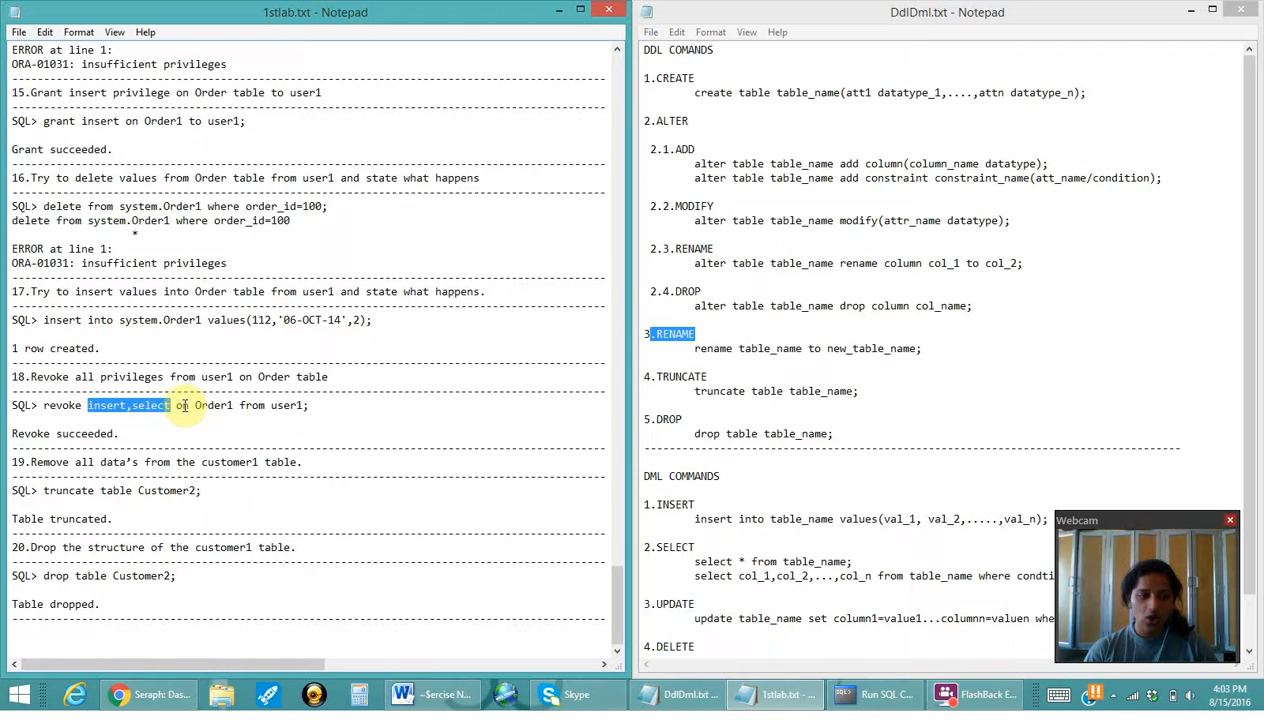 1stlab.txt - Notepad
File Edit Format View Help
ERROR at line 1:
ORA-01031: insufficient privileges
15.Grant insert privilege on Order table to user1
SQL> grant insert on Order1 to user1;
Grant succeeded.
16.Try to delete values from Order table from user1 and state what happens
SQL> delete from system.Order1 where order_id=100;
delete from system.Order1 where order_id=100
*
ERROR at line 1:
ORA-01031: insufficient privileges
17.Try to insert values into Order table from user1 and state what happens.
SQL> insert into system.Order1 values(112,'06-OCT-14',2);
1 row created.
18.Revoke all privileges from user1 on Order table
SQL> revoke insert,select on Order1 from user1;
Revoke succeeded.
19.Remove all data’s from the customer1 table.
SQL> truncate table Customer2;
Table truncated.
20.Drop the structure of the customer1 table.
SQL> drop table Customer2;
Table dropped.
DdlDml.txt - Notepad
File Edit Format View Help
DDL COMANDS
1.CREATE
create table table_name(att1 datatype_1,....,attn datatype_n);
2.ALTER
2.1.ADD
alter table table_name add column(column_name datatype);
alter table table_name add constraint constraint_name(att_name/condition);
2.2.MODIFY
alter table table_name modify(attr_name datatype);
2.3.RENAME
alter table table_name rename column col_1 to col_2;
2.4.DROP
alter table table_name drop column col_name;
3.RENAME
rename table_name to new_table_name;
4.TRUNCATE
truncate table table_name;
5.DROP
drop table table_name;
DML COMMANDS
1.INSERT
insert into table_name values(val_1, val_2,.....,val_n);
2.SELECT
select * from table_name;
select col_1,col_2,...,col_n from table_name where condti
3.UPDATE
update table_name set column1=value1...columnn=valuen whe
4.DELETE
Webcam
Seraph: Das...
~$ercise N...
Skype
DdlDml.txt ...
1stlab.txt - ...
Run SQL C...
FlashBack E...
4:03 PM
8/15/2016